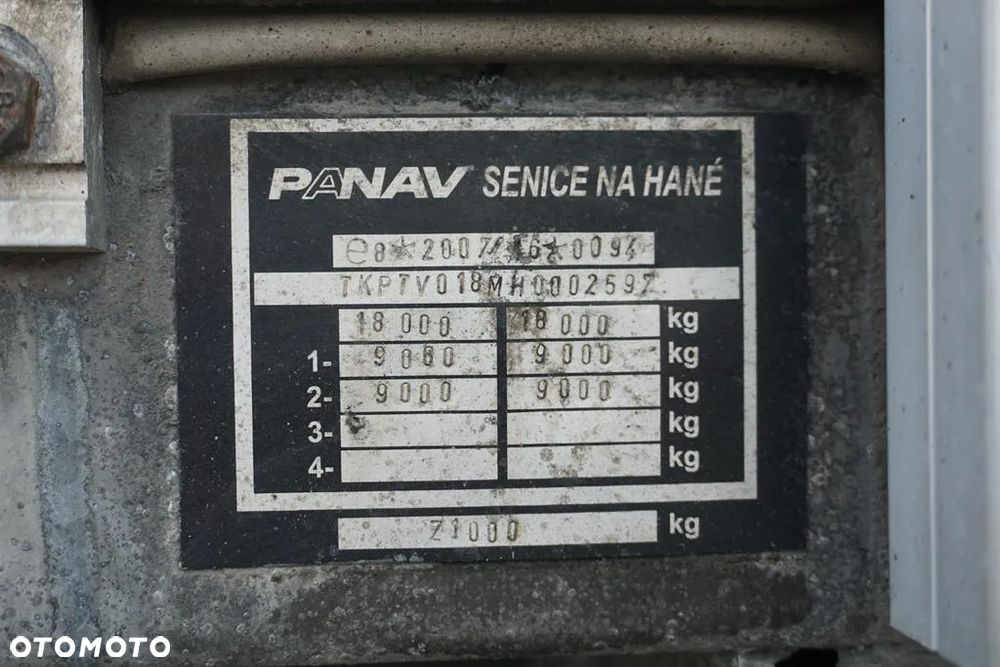 PANAV SENICE NA HANÉ
e8*2007/46*0094
TKPTV018MH0002597
18 000 18 000 kg
1- 9000 9000 kg
2- 9000 9000 kg
3- kg
4- kg
21000 kg
OTOMOTO